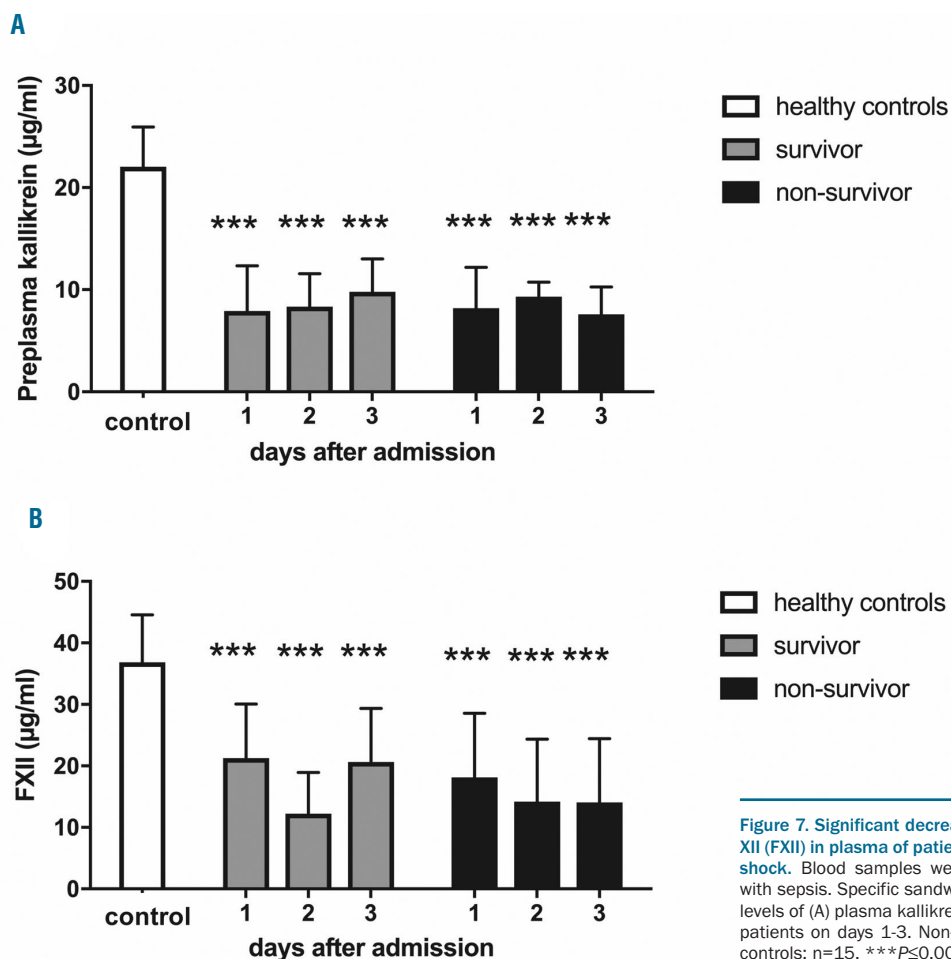 A
Preplasma kallikrein (µg/ml)
30
20
10
0
*** *** *** *** *** ***
control 1 2 3 1 2 3
days after admission
healthy controls
survivor
non-survivor
B
FXII (µg/ml)
50
40
30
20
10
0
*** *** *** *** *** ***
control 1 2 3 1 2 3
days after admission
healthy controls
survivor
non-survivor
Figure 7. Significant decrea
XII (FXII) in plasma of patie
shock. Blood samples we
with sepsis. Specific sandw
levels of (A) plasma kallikre
patients on days 1-3. Non-
controls: n=15. ***P≤0.00